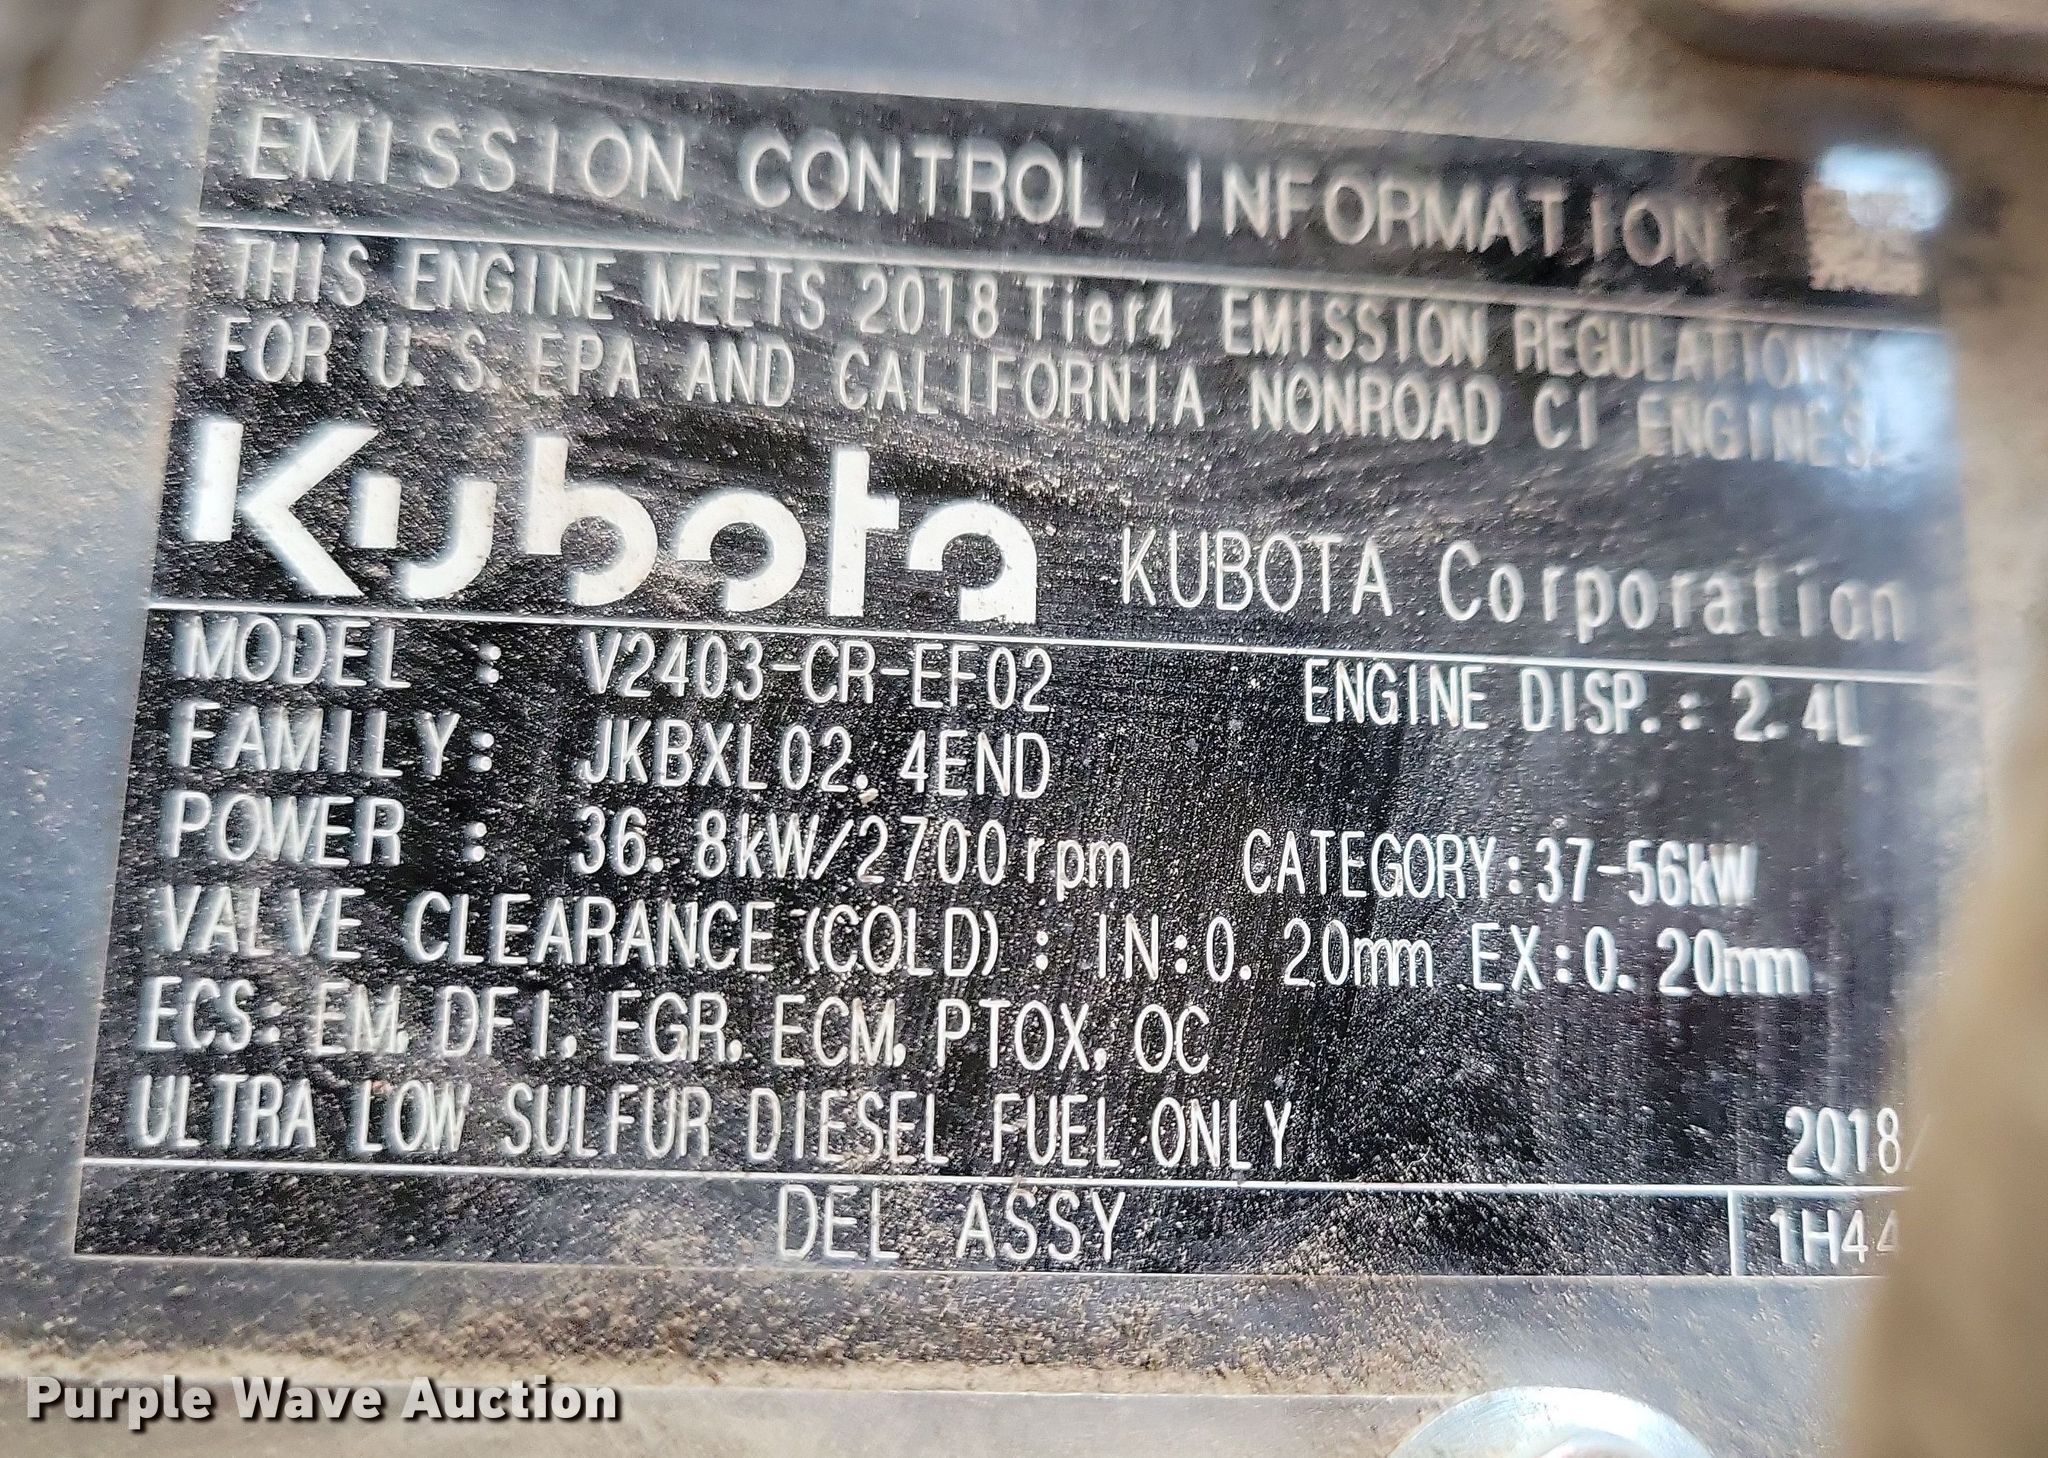 EMISSION CONTROL INFORMATION
THIS ENGINE MEETS 2018 Tier4 EMISSION REGULATIONS
FOR U.S. EPA AND CALIFORNIA NONROAD CI ENGINES.
Kubota KUBOTA Corporation
MODEL : V2403-CR-EF02 ENGINE DISP.: 2.4L
FAMILY: JKBXL02.4END
POWER : 36.8kW/2700rpm CATEGORY:37-56kW
VALVE CLEARANCE(COLD): IN:0.20mm EX:0.20mm
ECS: EM, DFI, EGR, ECM, PTOX, OC
ULTRA LOW SULFUR DIESEL FUEL ONLY 2018/
DEL ASSY 1H44
Purple Wave Auction